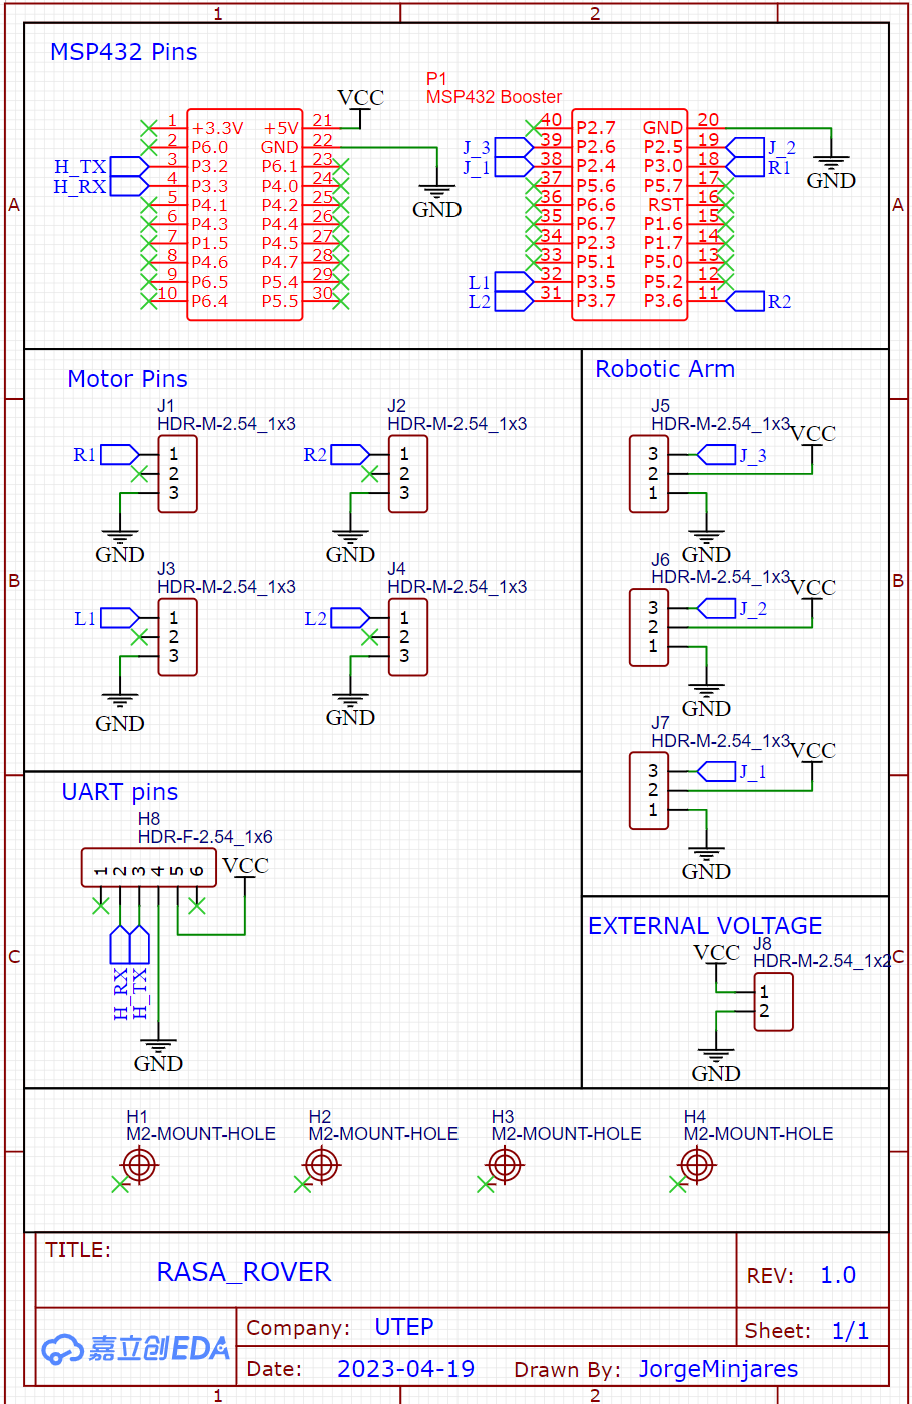 1 2
MSP432 Pins
P1
MSP432 Booster
VCC
1 +3.3V +5V 21
2 P6.0 GND 22
H_TX 3 P3.2 P6.1 23
H_RX 4 P3.3 P4.0 24
5 P4.1 P4.2 25
6 P4.3 P4.4 26
7 P1.5 P4.5 27
8 P4.6 P4.7 28
9 P6.5 P5.4 29
10 P6.4 P5.5 30
GND
40 P2.7 GND 20
J_3 39 P2.6 P2.5 19 J_2
J_1 38 P2.4 P3.0 18 R1
37 P5.6 P5.7 17
36 P6.6 RST 16
35 P6.7 P1.6 15
34 P2.3 P1.7 14
33 P5.1 P5.0 13
L1 32 P3.5 P5.2 12
L2 31 P3.7 P3.6 11 R2
GND
A A
Motor Pins
J1
HDR-M-2.54_1x3
R1 1
2
3
GND
J2
HDR-M-2.54_1x3
R2 1
2
3
GND
J3
HDR-M-2.54_1x3
L1 1
2
3
GND
J4
HDR-M-2.54_1x3
L2 1
2
3
GND
Robotic Arm
J5
HDR-M-2.54_1x3
VCC
3 J_3
2
1
GND
J6
HDR-M-2.54_1x3
VCC
3 J_2
2
1
GND
J7
HDR-M-2.54_1x3
VCC
3 J_1
2
1
GND
B B
UART pins
H8
HDR-F-2.54_1x6
VCC
1 2 3 4 5 6
H_RX
H_TX
GND
EXTERNAL VOLTAGE
J8
HDR-M-2.54_1x2
VCC
1
2
GND
C C
H1
M2-MOUNT-HOLE
H2
M2-MOUNT-HOLE
H3
M2-MOUNT-HOLE
H4
M2-MOUNT-HOLE
TITLE:
RASA_ROVER
REV: 1.0
嘉立创EDA
Company: UTEP
Sheet: 1/1
Date: 2023-04-19
Drawn By: JorgeMinjares
1 2